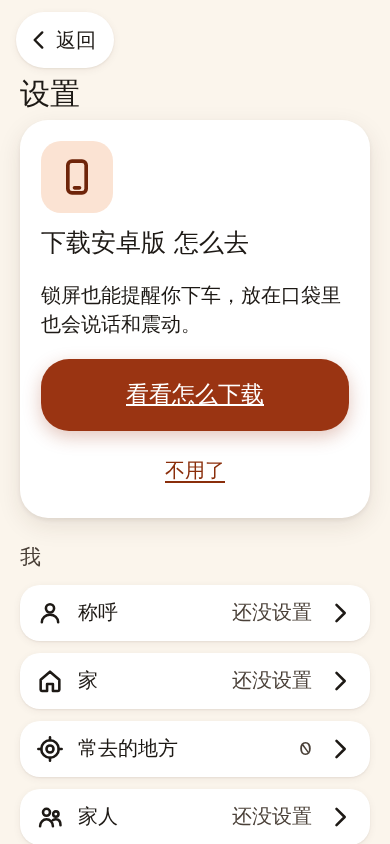 返回
设置
下载安卓版 怎么去
锁屏也能提醒你下车，放在口袋里
也会说话和震动。
看看怎么下载
不用了
我
称呼 还没设置
家 还没设置
常去的地方 0
家人 还没设置